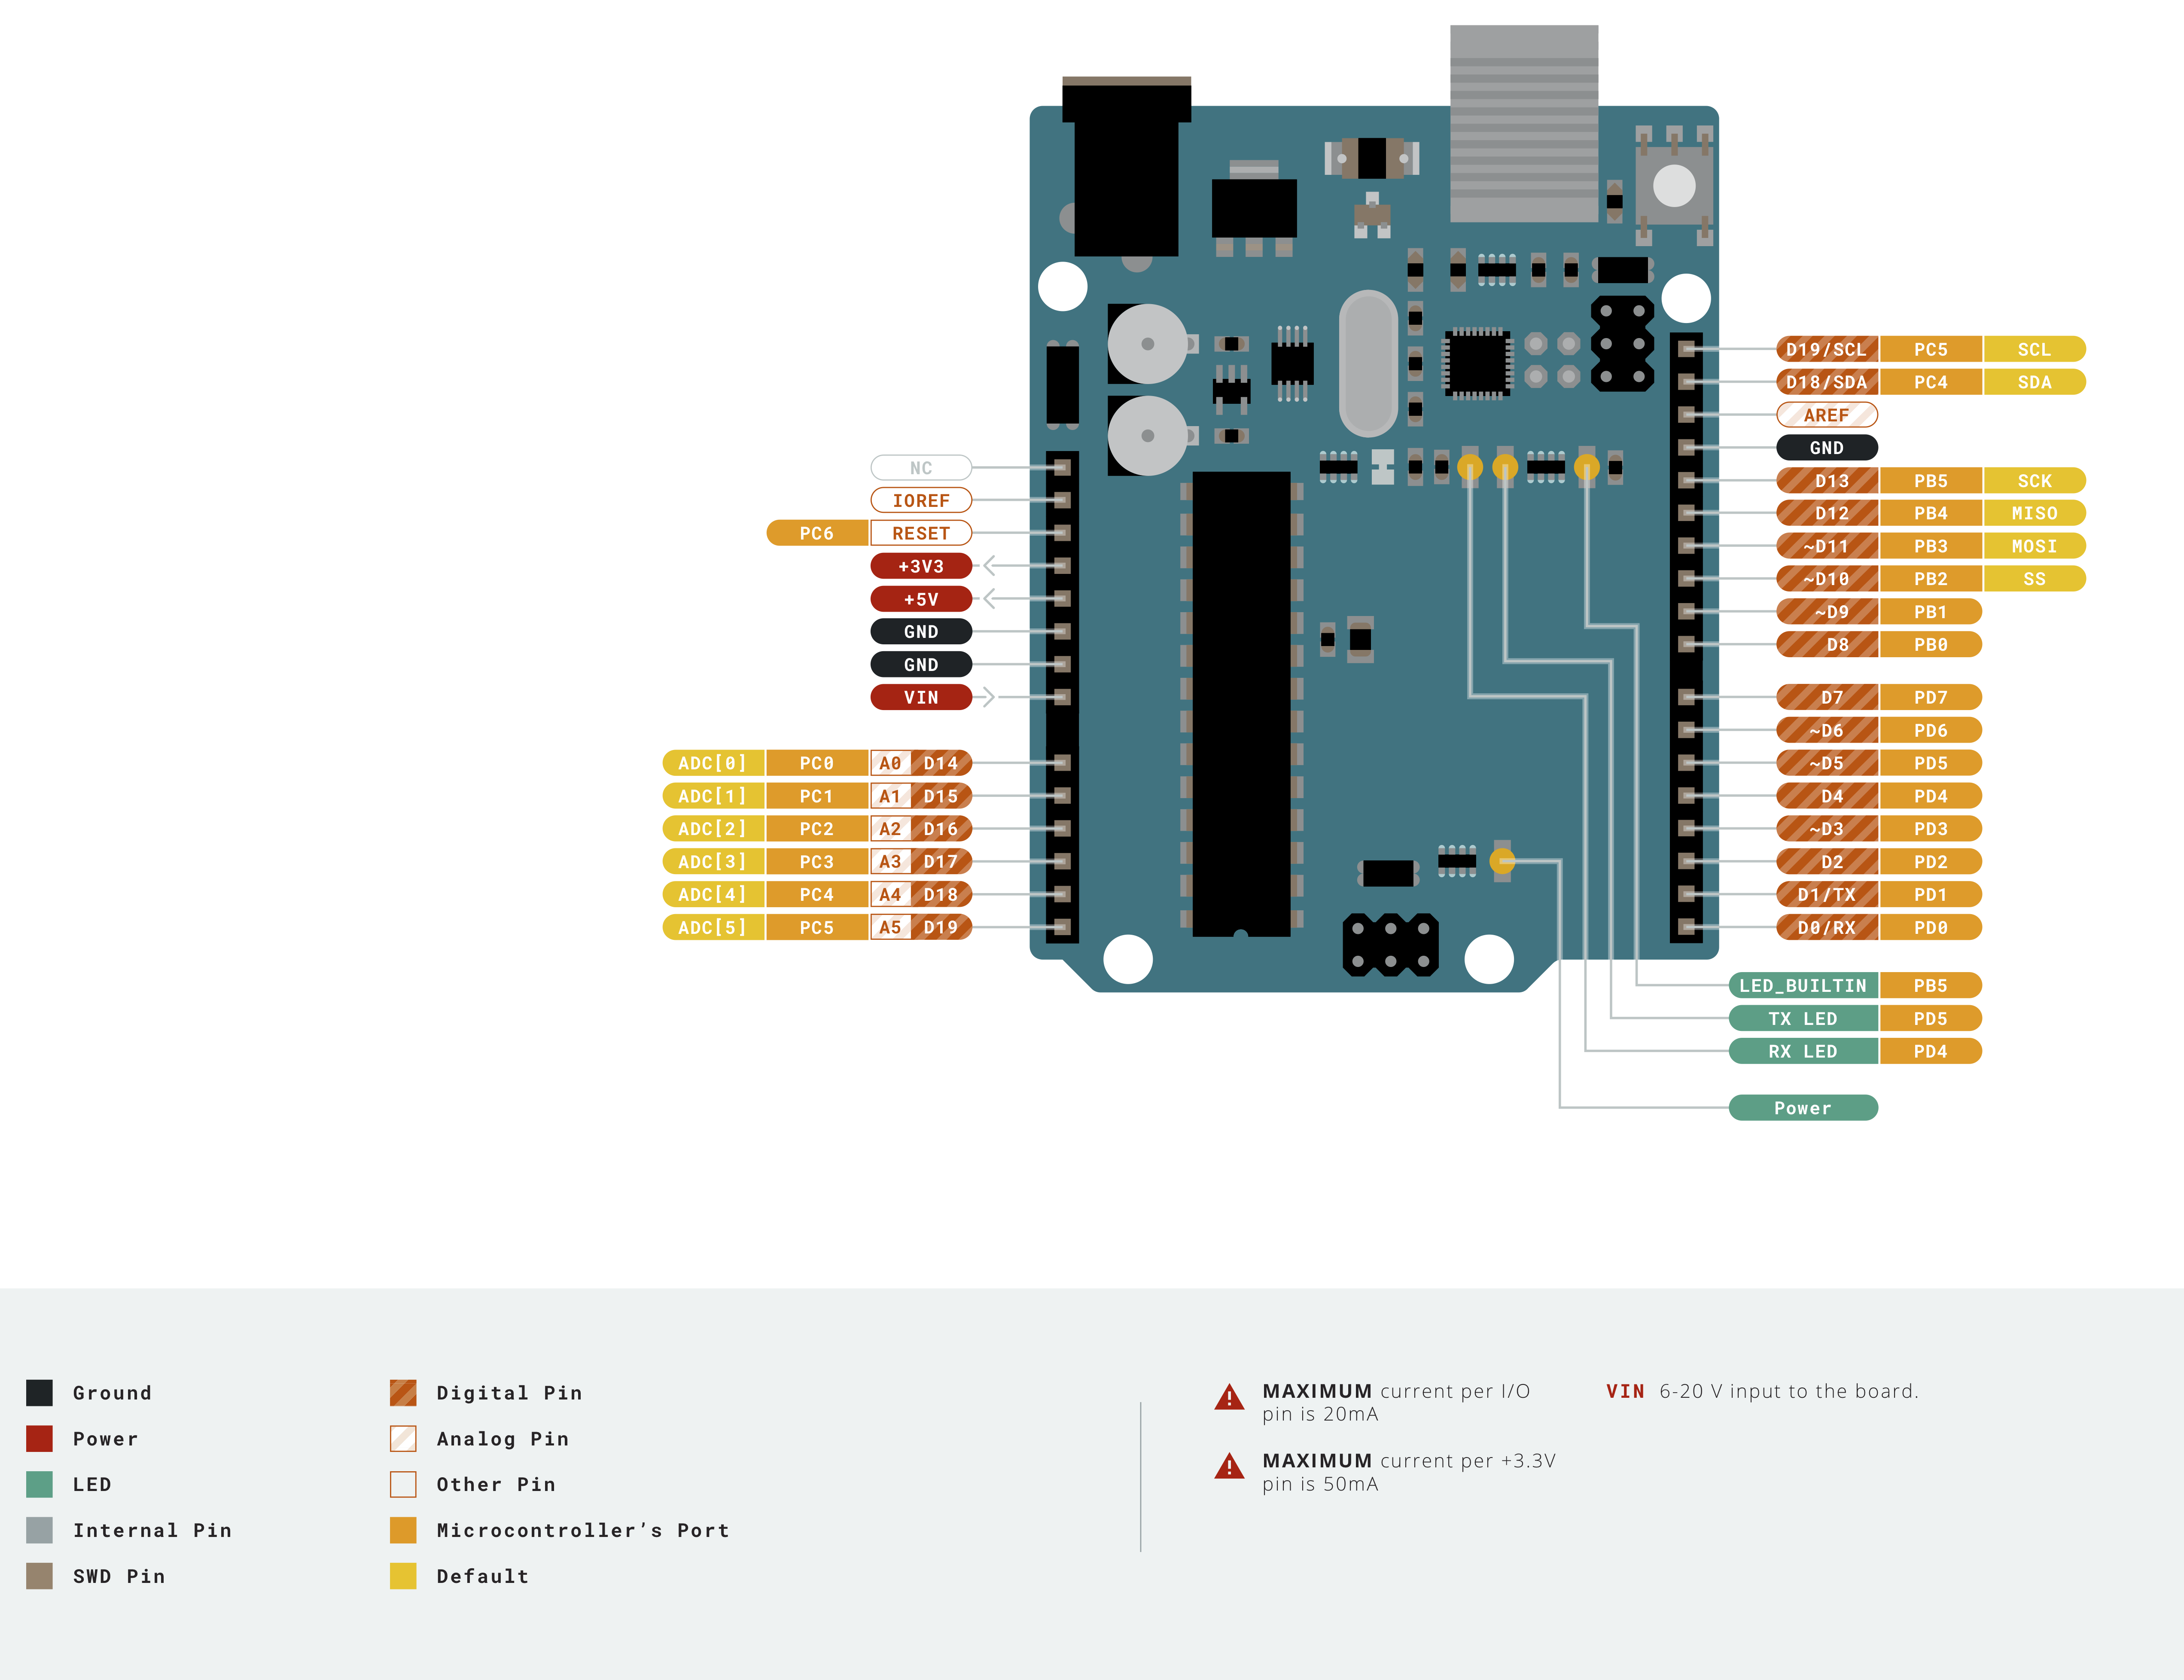 NC
IOREF
PC6 RESET
+3V3
+5V
GND
GND
VIN
ADC[0] PC0 A0 D14
ADC[1] PC1 A1 D15
ADC[2] PC2 A2 D16
ADC[3] PC3 A3 D17
ADC[4] PC4 A4 D18
ADC[5] PC5 A5 D19
D19/SCL PC5 SCL
D18/SDA PC4 SDA
AREF
GND
D13 PB5 SCK
D12 PB4 MISO
~D11 PB3 MOSI
~D10 PB2 SS
~D9 PB1
D8 PB0
D7 PD7
~D6 PD6
~D5 PD5
D4 PD4
~D3 PD3
D2 PD2
D1/TX PD1
D0/RX PD0
LED_BUILTIN PB5
TX LED PD5
RX LED PD4
Power
Ground
Power
LED
Internal Pin
SWD Pin
Digital Pin
Analog Pin
Other Pin
Microcontroller’s Port
Default
MAXIMUM current per I/O
pin is 20mA
MAXIMUM current per +3.3V
pin is 50mA
VIN 6-20 V input to the board.